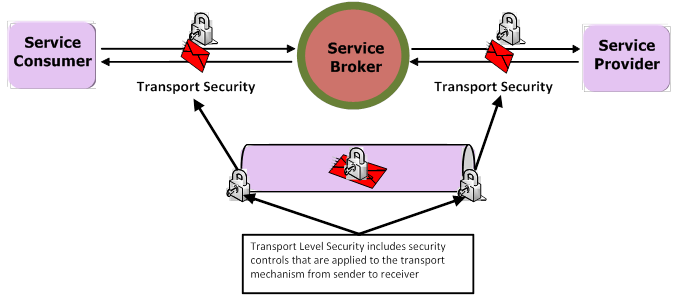 Service
Consumer
Service
Broker
Service
Provider
Transport Security
Transport Security
Transport Level Security includes security
controls that are applied to the transport
mechanism from sender to receiver